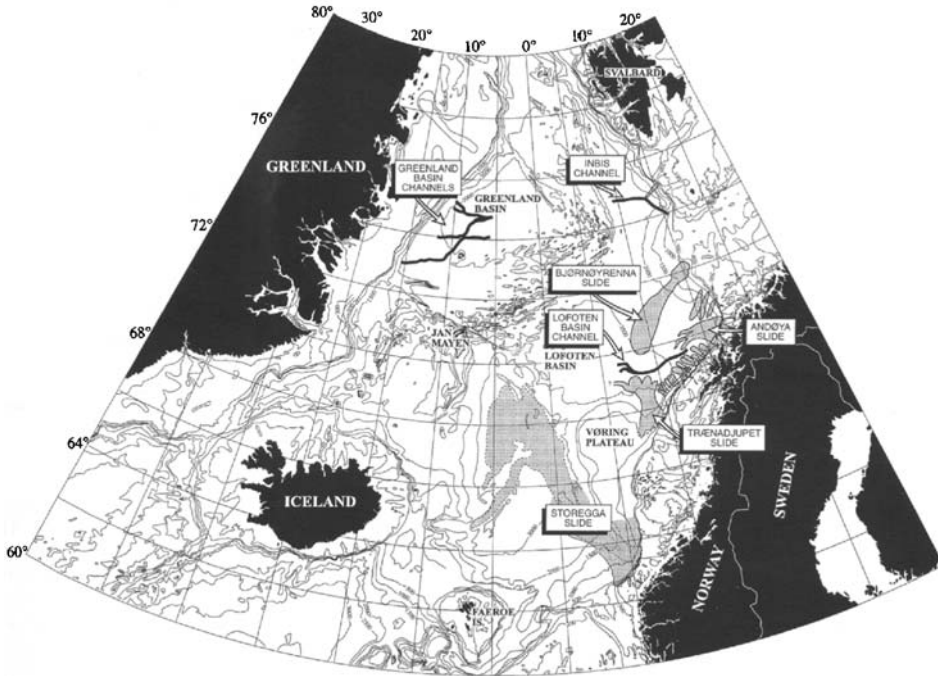 80°
30°
20°
10°
0°
10°
20°
SVALBARD
76°
GREENLAND
GREENLAND
BASIN
CHANNELS
INBIS
CHANNEL
GREENLAND
BASIN
72°
BJØRNØYRENNA
SLIDE
LOFOTEN
BASIN
CHANNEL
ANDØYA
SLIDE
JAN
MAYEN
68°
LOFOTEN
BASIN
VØRING
PLATEAU
TRÆNADJUPET
SLIDE
64°
ICELAND
STOREGGA
SLIDE
SWEDEN
NORWAY
60°
FAEROE
IS.